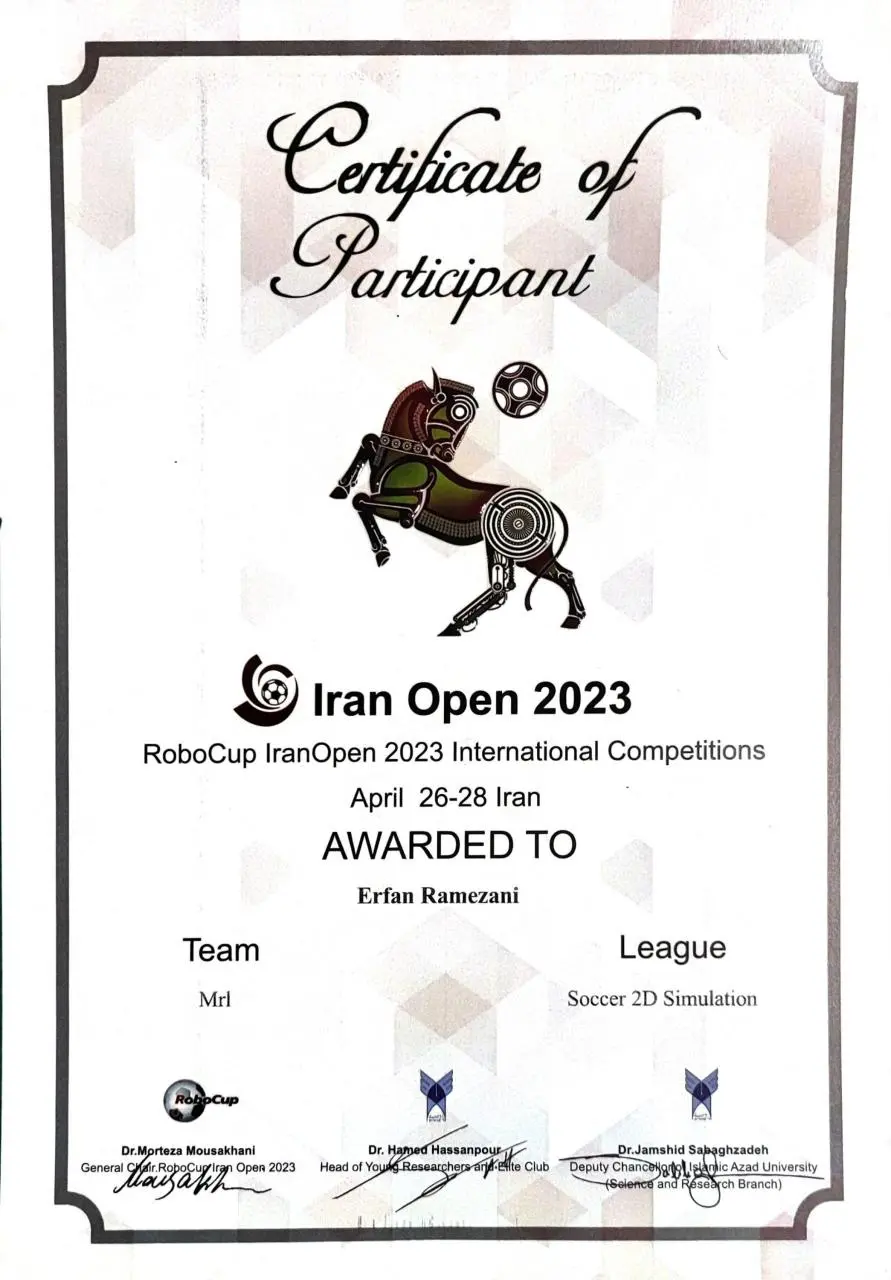 Certificate of
Participant
Iran Open 2023
RoboCup IranOpen 2023 International Competitions
April 26-28 Iran
AWARDED TO
Erfan Ramezani
Team
League
Mrl
Soccer 2D Simulation
RoboCup
Dr.Morteza Mousakhani
General Chair.RoboCup Iran Open 2023
Dr. Hamed Hassanpour
Head of Young Researchers and Elite Club
Dr.Jamshid Sabaghzadeh
Deputy Chancellor of Islamic Azad University
(Science and Research Branch)